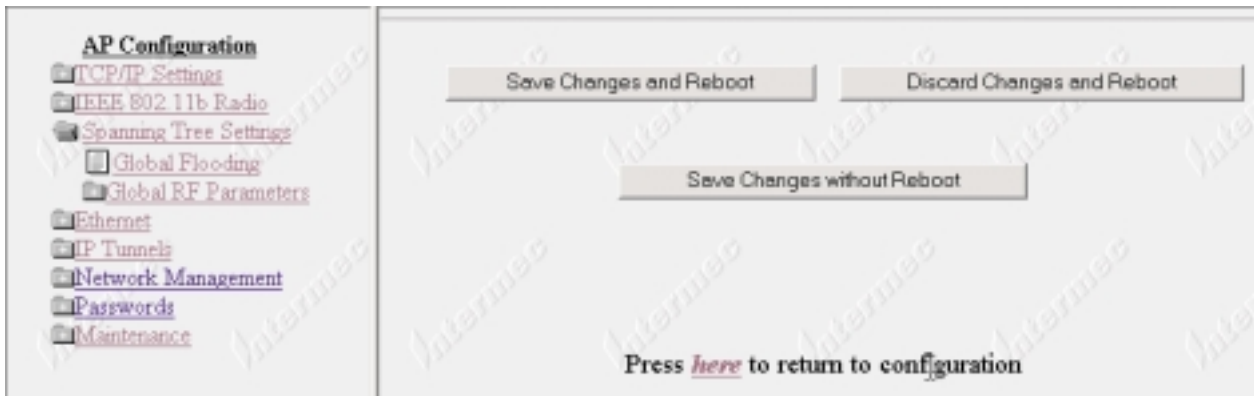 AP Configuration
TCP/IP Settings
IEEE 802.11b Radio
Spanning Tree Settings
Global Flooding
Global RF Parameters
Ethernet
IP Tunnels
Network Management
Passwords
Maintenance
Save Changes and Reboot
Discard Changes and Reboot
Save Changes without Reboot
Press here to return to configuration
Intermec